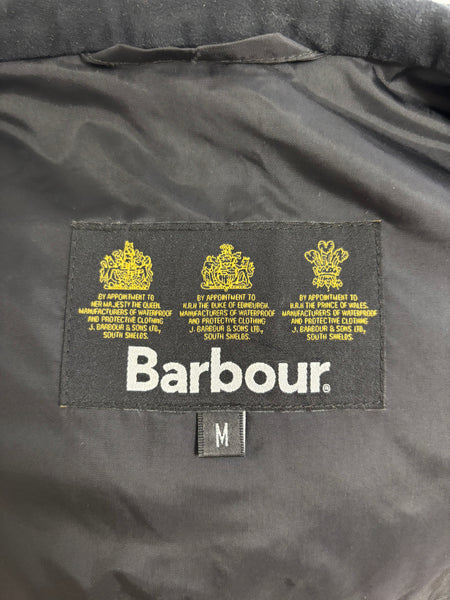 BY APPOINTMENT TO
HER MAJESTY THE QUEEN.
MANUFACTURERS OF WATERPROOF
AND PROTECTIVE CLOTHING
J. BARBOUR & SONS LTD.,
SOUTH SHIELDS.
BY APPOINTMENT TO
H.R.H THE DUKE OF EDINBURGH.
MANUFACTURERS OF WATERPROOF
AND PROTECTIVE CLOTHING
J. BARBOUR & SONS LTD.,
SOUTH SHIELDS.
BY APPOINTMENT TO
H.R.H THE PRINCE OF WALES.
MANUFACTURERS OF WATERPROOF
AND PROTECTIVE CLOTHING
J. BARBOUR & SONS LTD.,
SOUTH SHIELDS.
Barbour®
M